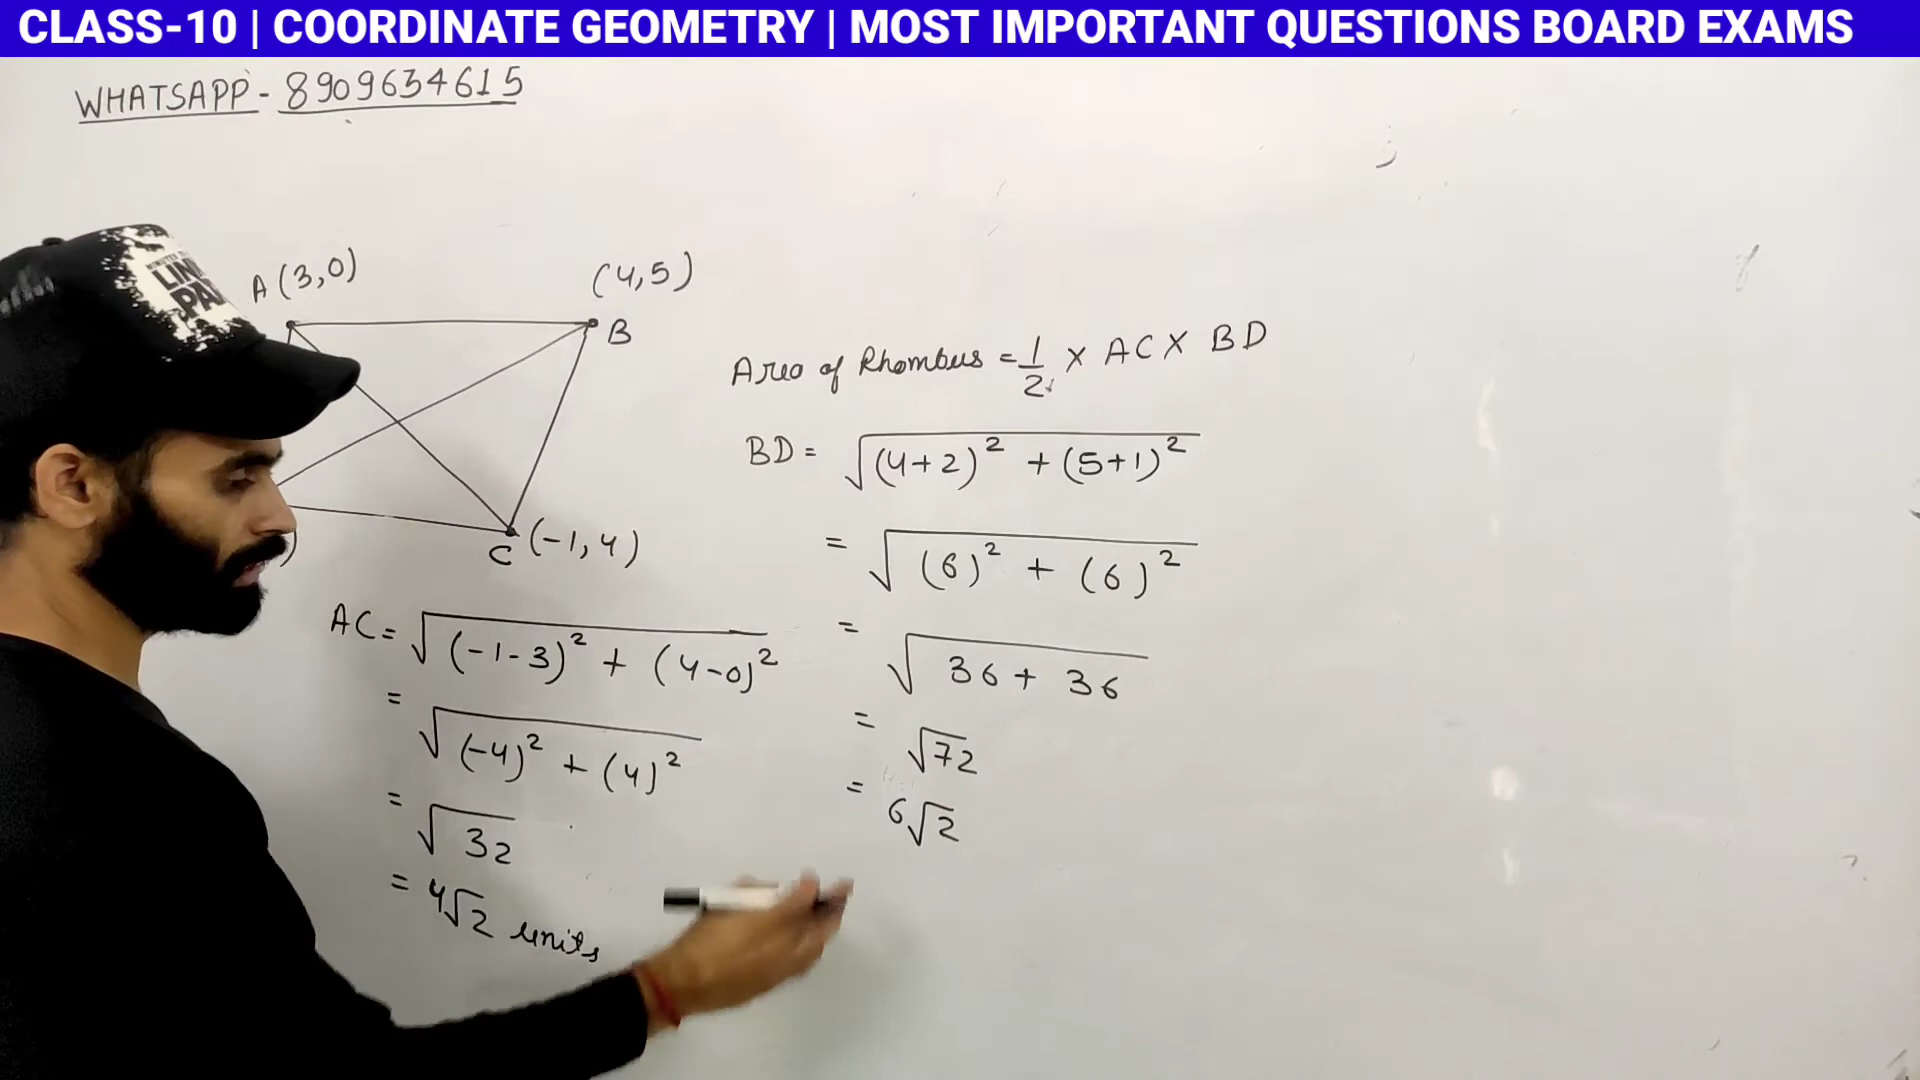 CLASS-10 | COORDINATE GEOMETRY | MOST IMPORTANT QUESTIONS BOARD EXAMS
WHATSAPP - 8909634615
A (3,0)
(4,5)
B
C (-1, 4)
)
Area of Rhombus = 1/2 × AC × BD
BD = √((4+2)² + (5+1)²)
= √((6)² + (6)²)
= √(36 + 36)
= √72
= 6√2
AC = √((-1-3)² + (4-0)²)
= √((-4)² + (4)²)
= √32
= 4√2 units